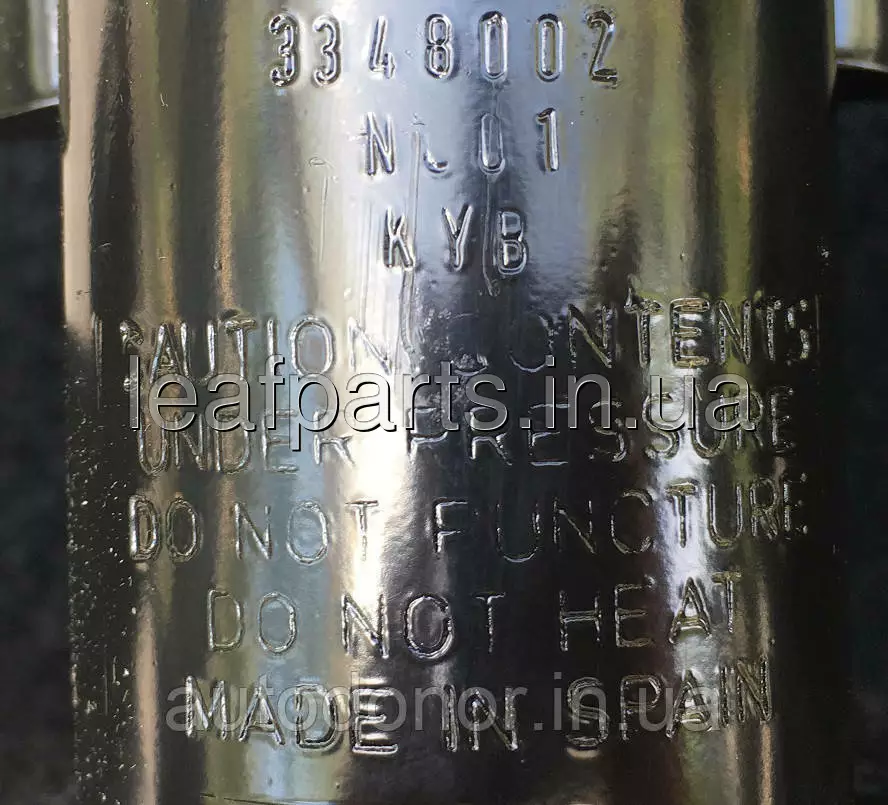 3348002
N 01
KYB
CAUTION CONTENTS
leafparts.in.ua
UNDER PRESSURE
DO NOT PUNCTURE
DO NOT HEAT
autodonor.in.ua
MADE IN SPAIN